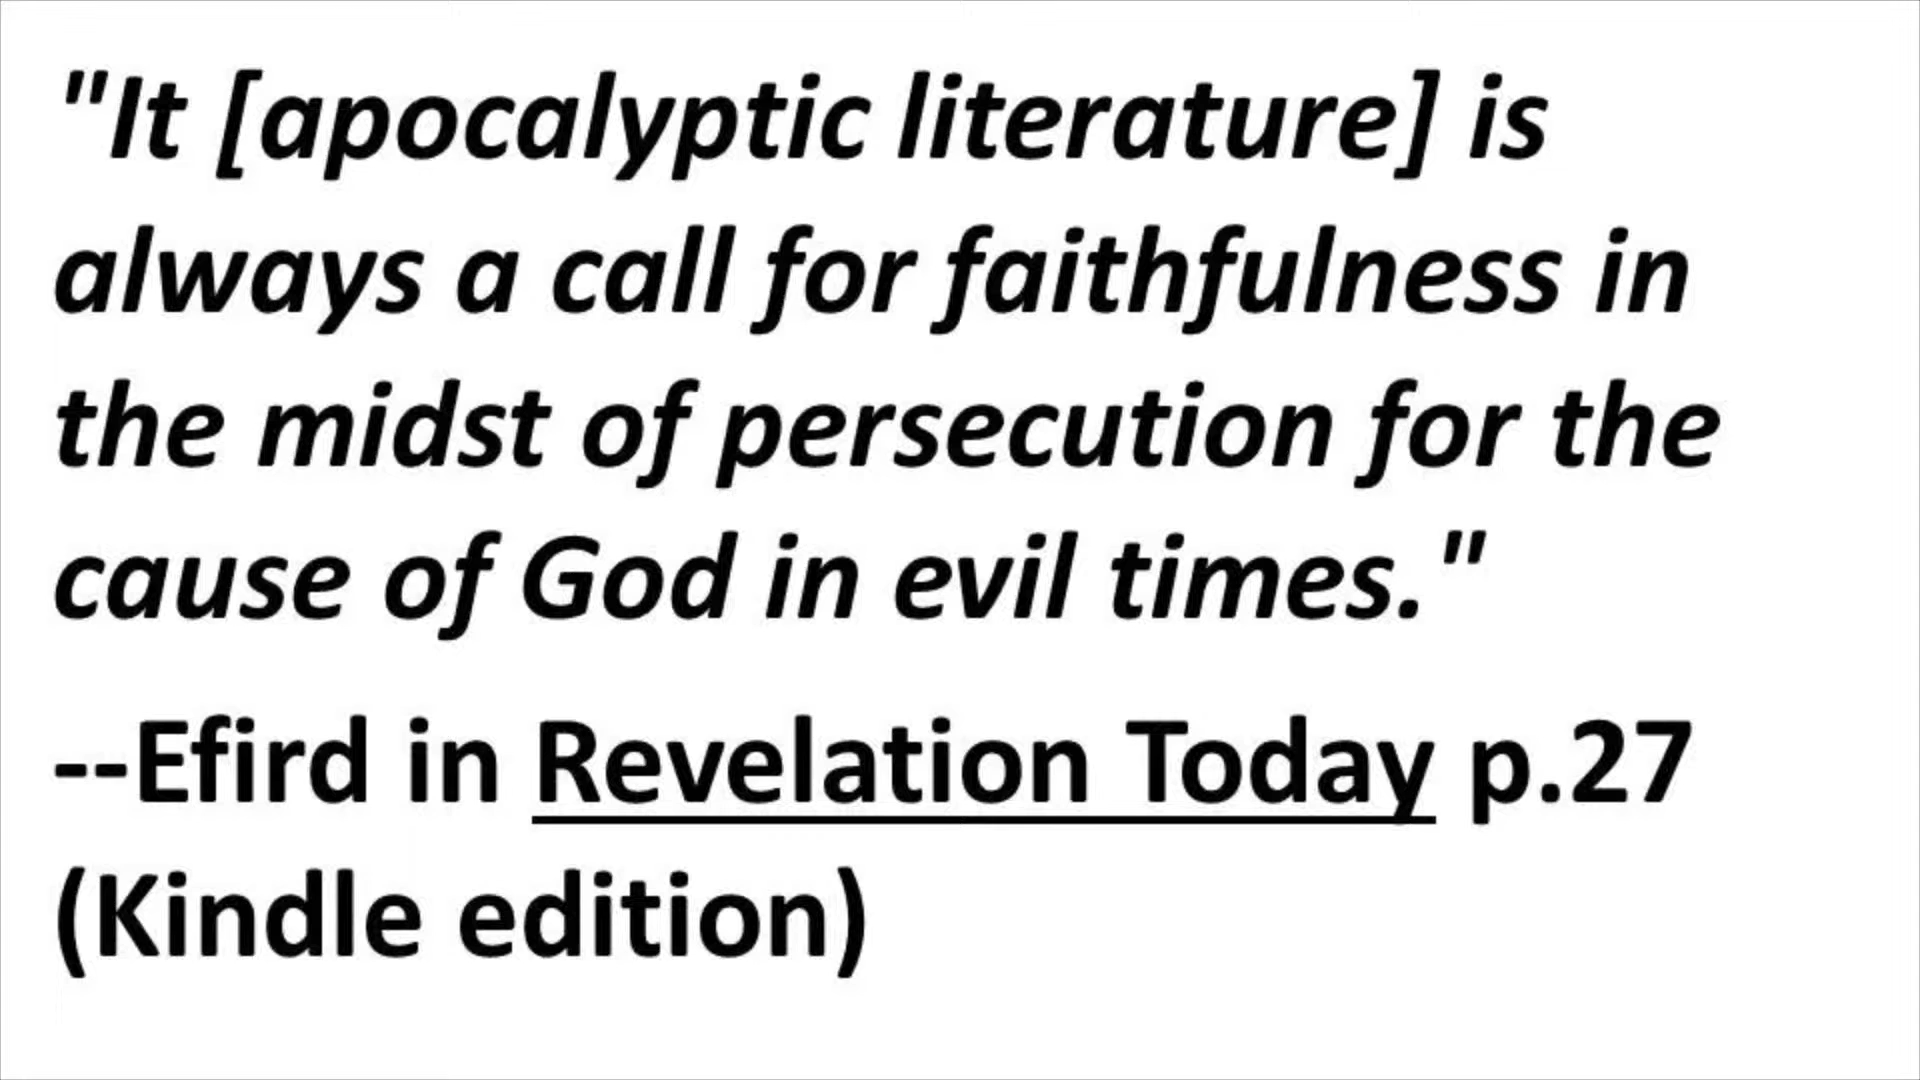 "It [apocalyptic literature] is
always a call for faithfulness in
the midst of persecution for the
cause of God in evil times."
--Efird in Revelation Today p.27
(Kindle edition)